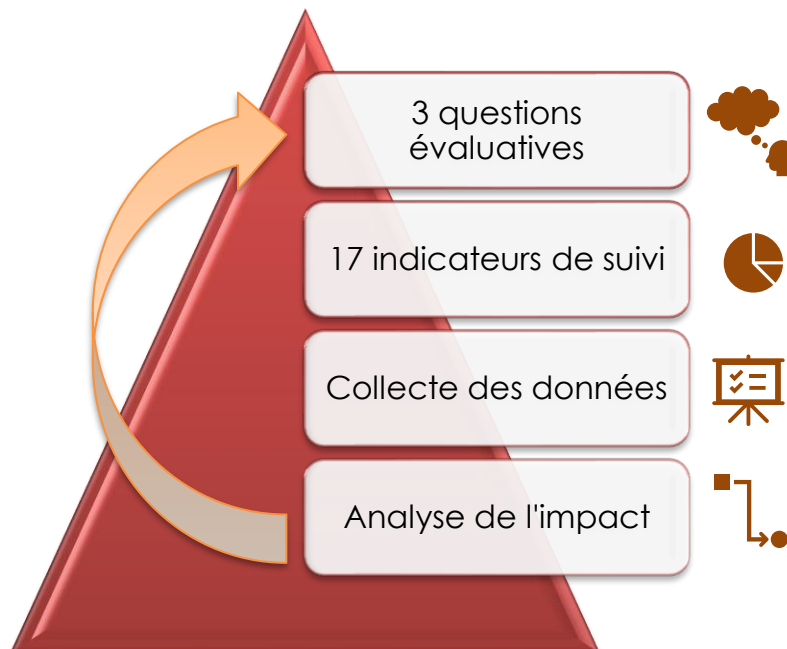 3 questions
évaluatives
17 indicateurs de suivi
Collecte des données
Analyse de l'impact